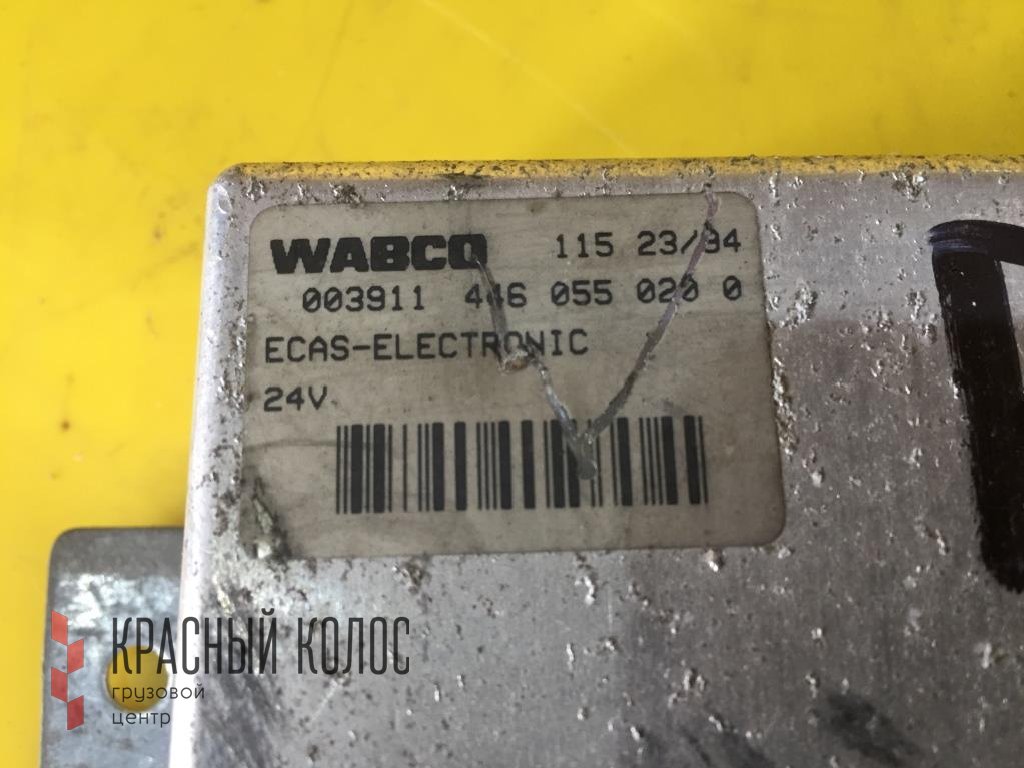 WABCO 115 23/94
003911 446 055 020 0
ECAS-ELECTRONIC
24V
КРАСНЫЙ КОЛОС
грузовой
центр